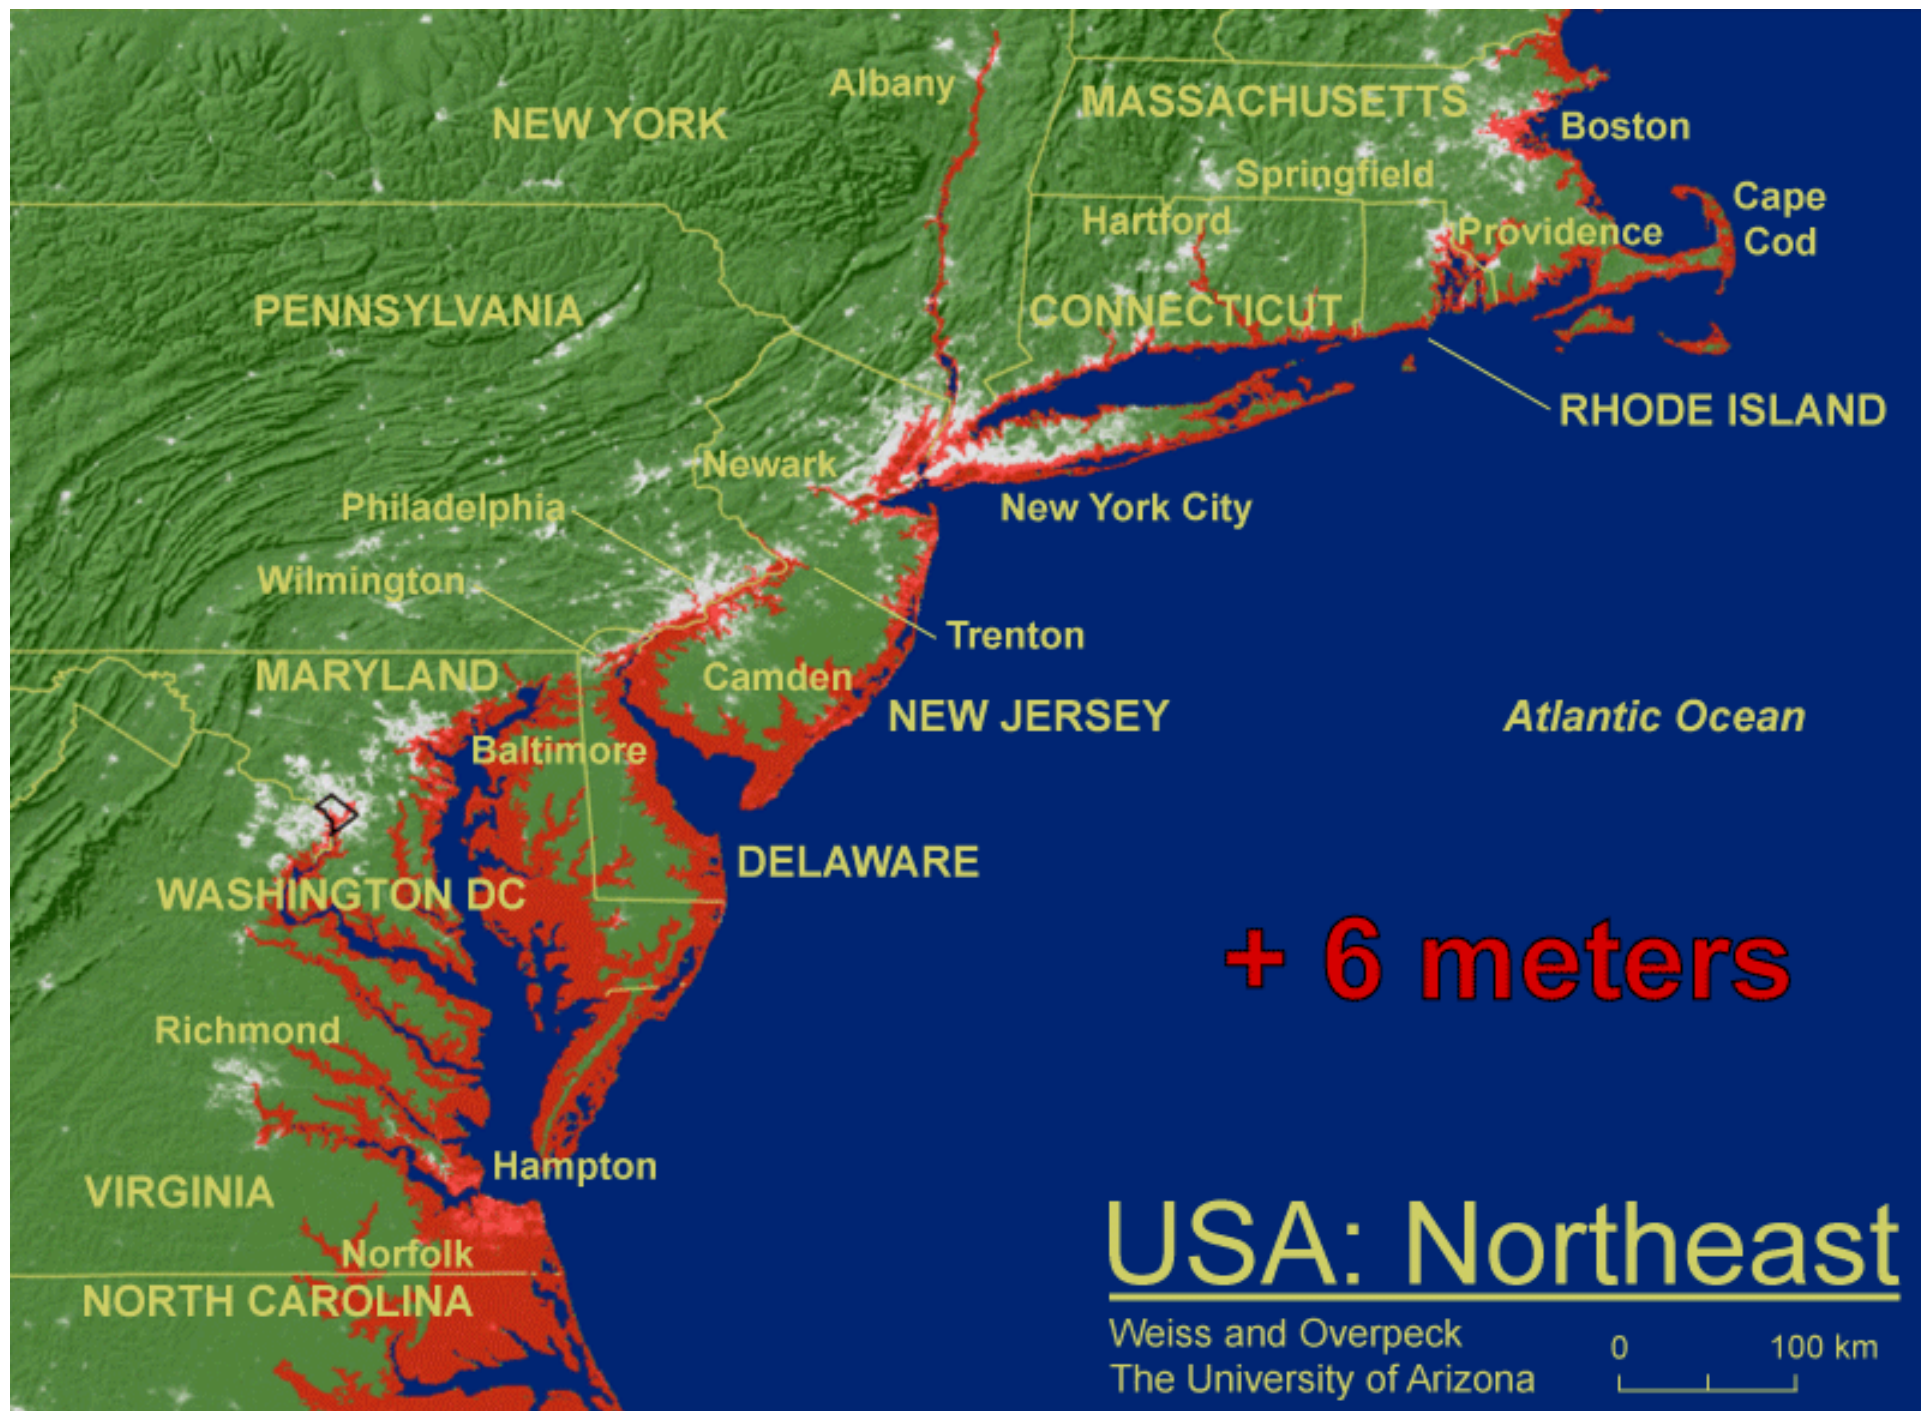 Albany
MASSACHUSETTS
NEW YORK
Boston
Springfield
Cape
Cod
Hartford
Providence
PENNSYLVANIA
CONNECTICUT
RHODE ISLAND
Newark
Philadelphia
New York City
Wilmington
Trenton
MARYLAND
Camden
NEW JERSEY
Atlantic Ocean
Baltimore
DELAWARE
WASHINGTON DC
+ 6 meters
Richmond
Hampton
VIRGINIA
Norfolk
NORTH CAROLINA
USA: Northeast
Weiss and Overpeck
The University of Arizona
0 100 km